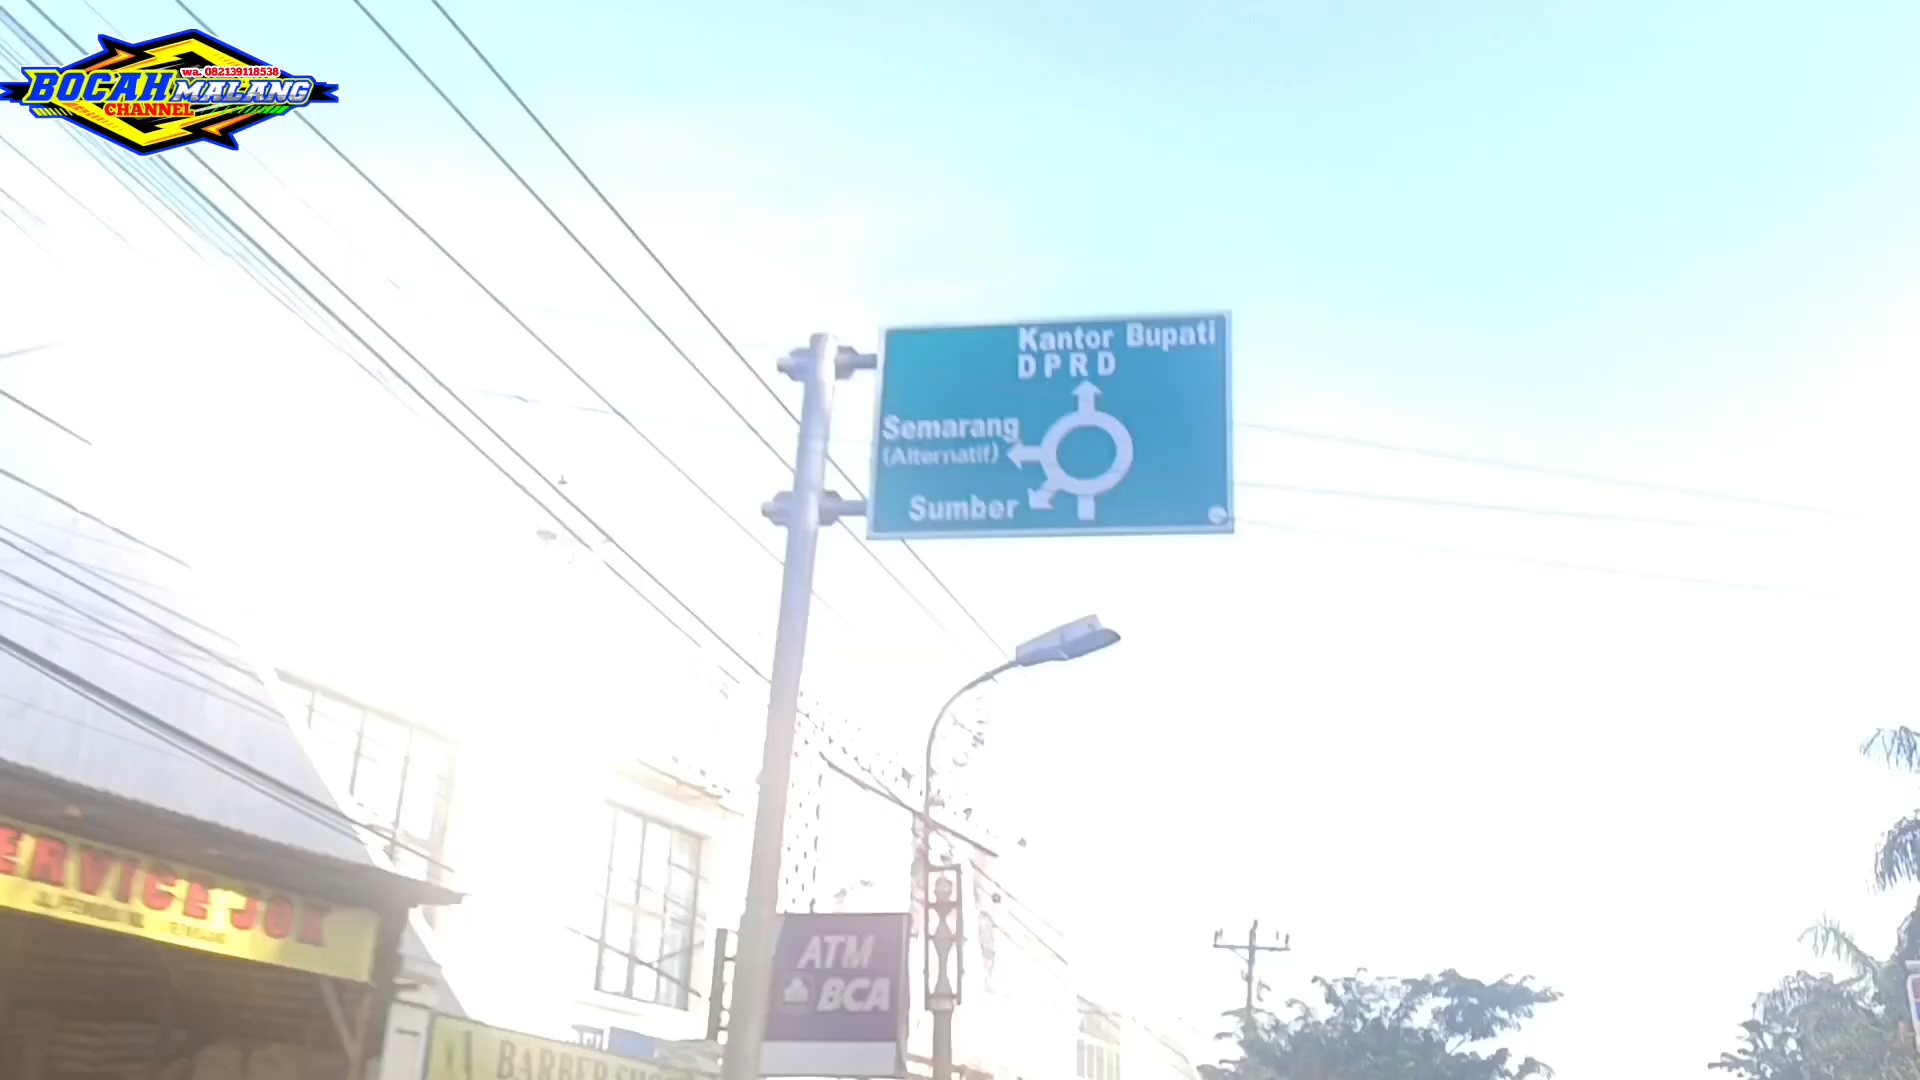 wa. 082139118538
BOCAH MALANG
CHANNEL
Kantor Bupati
DPRD
Semarang
(Alternatif)
Sumber
ERVICE JOK
ATM
BCA
BARBER